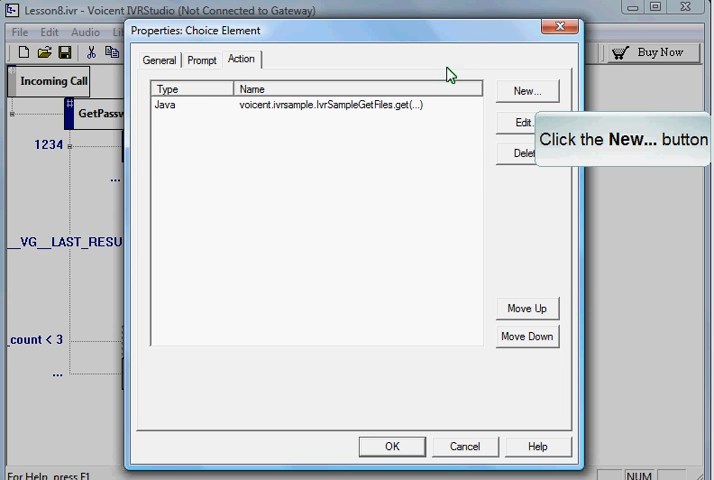 Lesson8.ivr - Voicent IVRStudio (Not Connected to Gateway)
File Edit Audio
Buy Now
Properties: Choice Element
General Prompt Action
Type Name
Java voicent.ivrsample.IvrSampleGetFiles.get(...)
New...
Edit
Delet
Click the New... button
Move Up
Move Down
OK Cancel Help
Incoming Call
GetPassw
1234
...
__VG__LAST_RESU
_count < 3
...
For Help, press F1
NUM